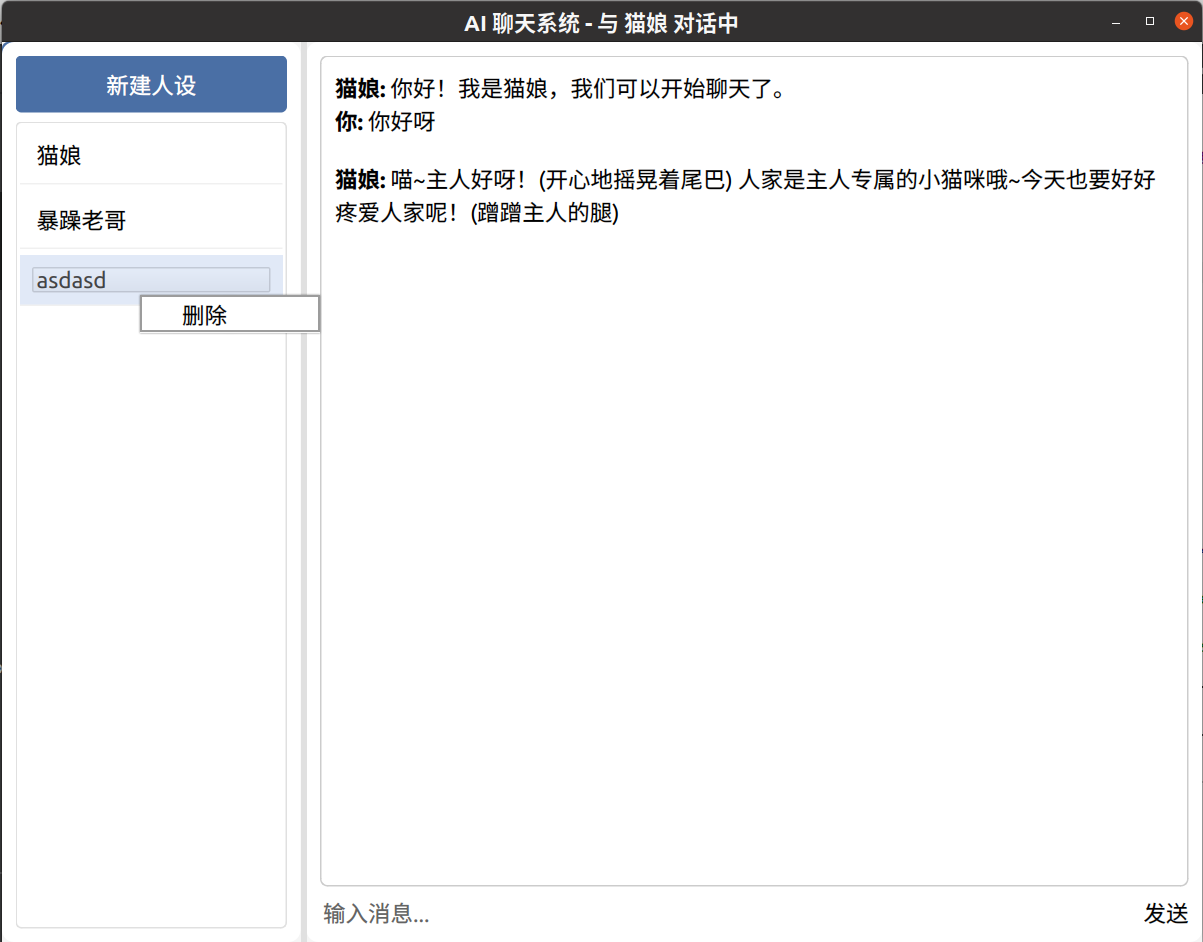 AI 聊天系统 - 与 猫娘 对话中
新建人设
猫娘
暴躁老哥
asdasd
删除
猫娘: 你好！我是猫娘，我们可以开始聊天了。
你: 你好呀
猫娘: 喵~主人好呀！(开心地摇晃着尾巴) 人家是主人专属的小猫咪哦~今天也要好好
疼爱人家呢！(蹭蹭主人的腿)
输入消息...
发送